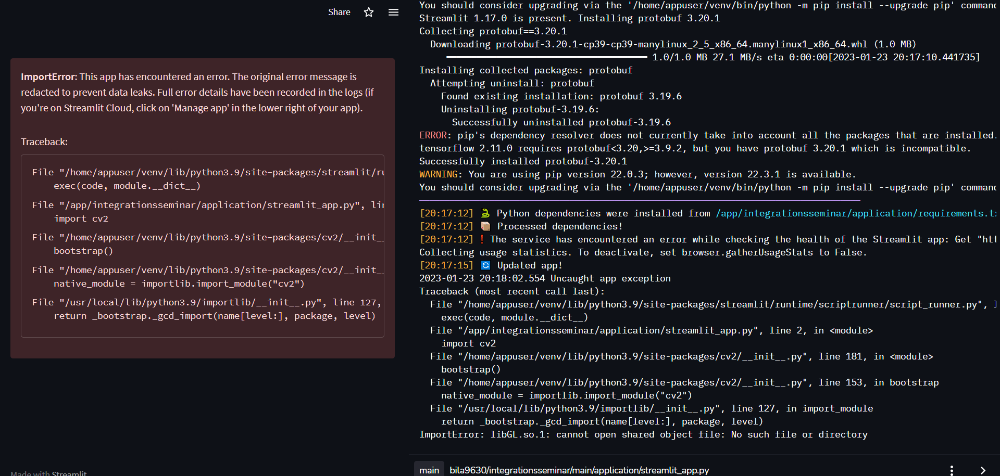 Share
ImportError: This app has encountered an error. The original error message is
redacted to prevent data leaks. Full error details have been recorded in the logs (if
you're on Streamlit Cloud, click on 'Manage app' in the lower right of your app).
Traceback:
File "/home/appuser/venv/lib/python3.9/site-packages/streamlit/ru
exec(code, module.__dict__)
File "/app/integrationsseminar/application/streamlit_app.py", lin
import cv2
File "/home/appuser/venv/lib/python3.9/site-packages/cv2/__init__
bootstrap()
File "/home/appuser/venv/lib/python3.9/site-packages/cv2/__init__
native_module = importlib.import_module("cv2")
File "/usr/local/lib/python3.9/importlib/__init__.py", line 127,
return _bootstrap._gcd_import(name[level:], package, level)
Made with Streamlit
You should consider upgrading via the '/home/appuser/venv/bin/python -m pip install --upgrade pip' command
Streamlit 1.17.0 is present. Installing protobuf 3.20.1
Collecting protobuf==3.20.1
Downloading protobuf-3.20.1-cp39-cp39-manylinux_2_5_x86_64.manylinux1_x86_64.whl (1.0 MB)
1.0/1.0 MB 27.1 MB/s eta 0:00:00[2023-01-23 20:17:10.441735]
Installing collected packages: protobuf
Attempting uninstall: protobuf
Found existing installation: protobuf 3.19.6
Uninstalling protobuf-3.19.6:
Successfully uninstalled protobuf-3.19.6
ERROR: pip's dependency resolver does not currently take into account all the packages that are installed.
tensorflow 2.11.0 requires protobuf<3.20,>=3.9.2, but you have protobuf 3.20.1 which is incompatible.
Successfully installed protobuf-3.20.1
WARNING: You are using pip version 22.0.3; however, version 22.3.1 is available.
You should consider upgrading via the '/home/appuser/venv/bin/python -m pip install --upgrade pip' command
[20:17:12] 🐍 Python dependencies were installed from /app/integrationsseminar/application/requirements.tx
[20:17:12] 📦 Processed dependencies!
[20:17:12] ❗ The service has encountered an error while checking the health of the Streamlit app: Get "htt
Collecting usage statistics. To deactivate, set browser.gatherUsageStats to False.
[20:17:15] 🔄 Updated app!
2023-01-23 20:18:02.554 Uncaught app exception
Traceback (most recent call last):
File "/home/appuser/venv/lib/python3.9/site-packages/streamlit/runtime/scriptrunner/script_runner.py", l
exec(code, module.__dict__)
File "/app/integrationsseminar/application/streamlit_app.py", line 2, in <module>
import cv2
File "/home/appuser/venv/lib/python3.9/site-packages/cv2/__init__.py", line 181, in <module>
bootstrap()
File "/home/appuser/venv/lib/python3.9/site-packages/cv2/__init__.py", line 153, in bootstrap
native_module = importlib.import_module("cv2")
File "/usr/local/lib/python3.9/importlib/__init__.py", line 127, in import_module
return _bootstrap._gcd_import(name[level:], package, level)
ImportError: libGL.so.1: cannot open shared object file: No such file or directory
main bila9630/integrationsseminar/main/application/streamlit_app.py